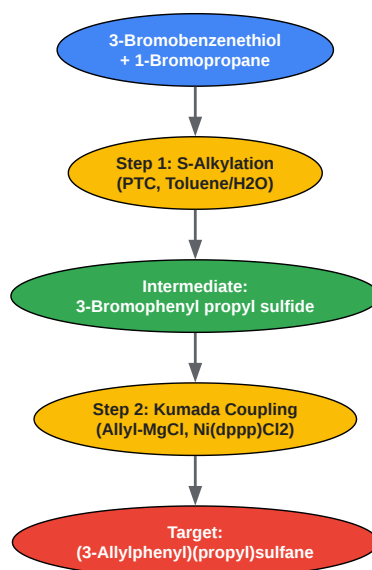 3-Bromobenzenethiol
+ 1-Bromopropane
Step 1: S-Alkylation
(PTC, Toluene/H2O)
Intermediate:
3-Bromophenyl propyl sulfide
Step 2: Kumada Coupling
(Allyl-MgCl, Ni(dppp)Cl2)
Target:
(3-Allylphenyl)(propyl)sulfane